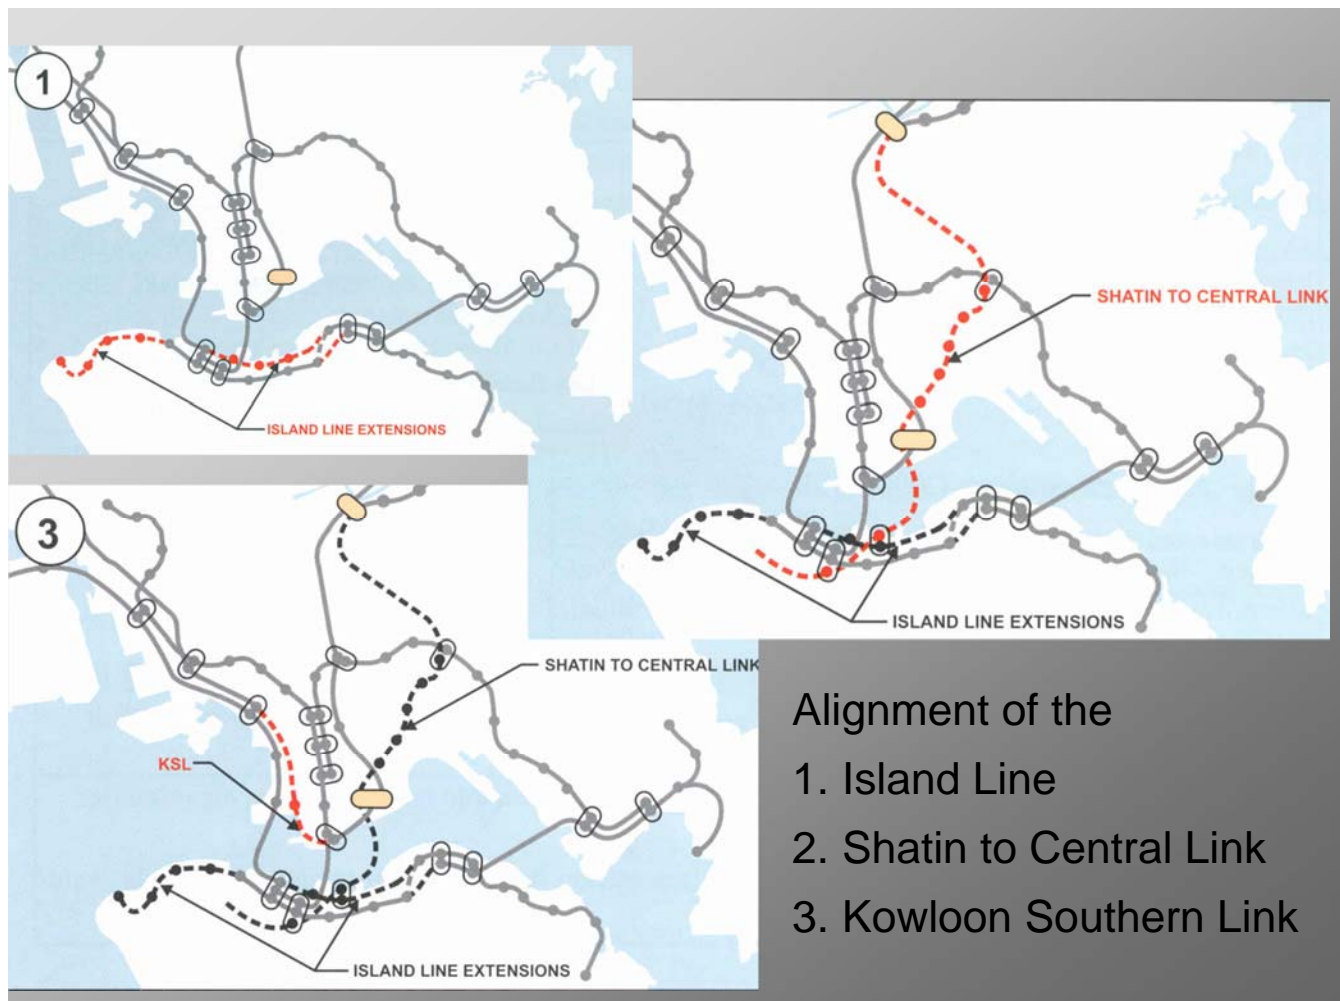 1
ISLAND LINE EXTENSIONS
SHATIN TO CENTRAL LINK
ISLAND LINE EXTENSIONS
3
SHATIN TO CENTRAL LINK
KSL
ISLAND LINE EXTENSIONS
Alignment of the
1. Island Line
2. Shatin to Central Link
3. Kowloon Southern Link